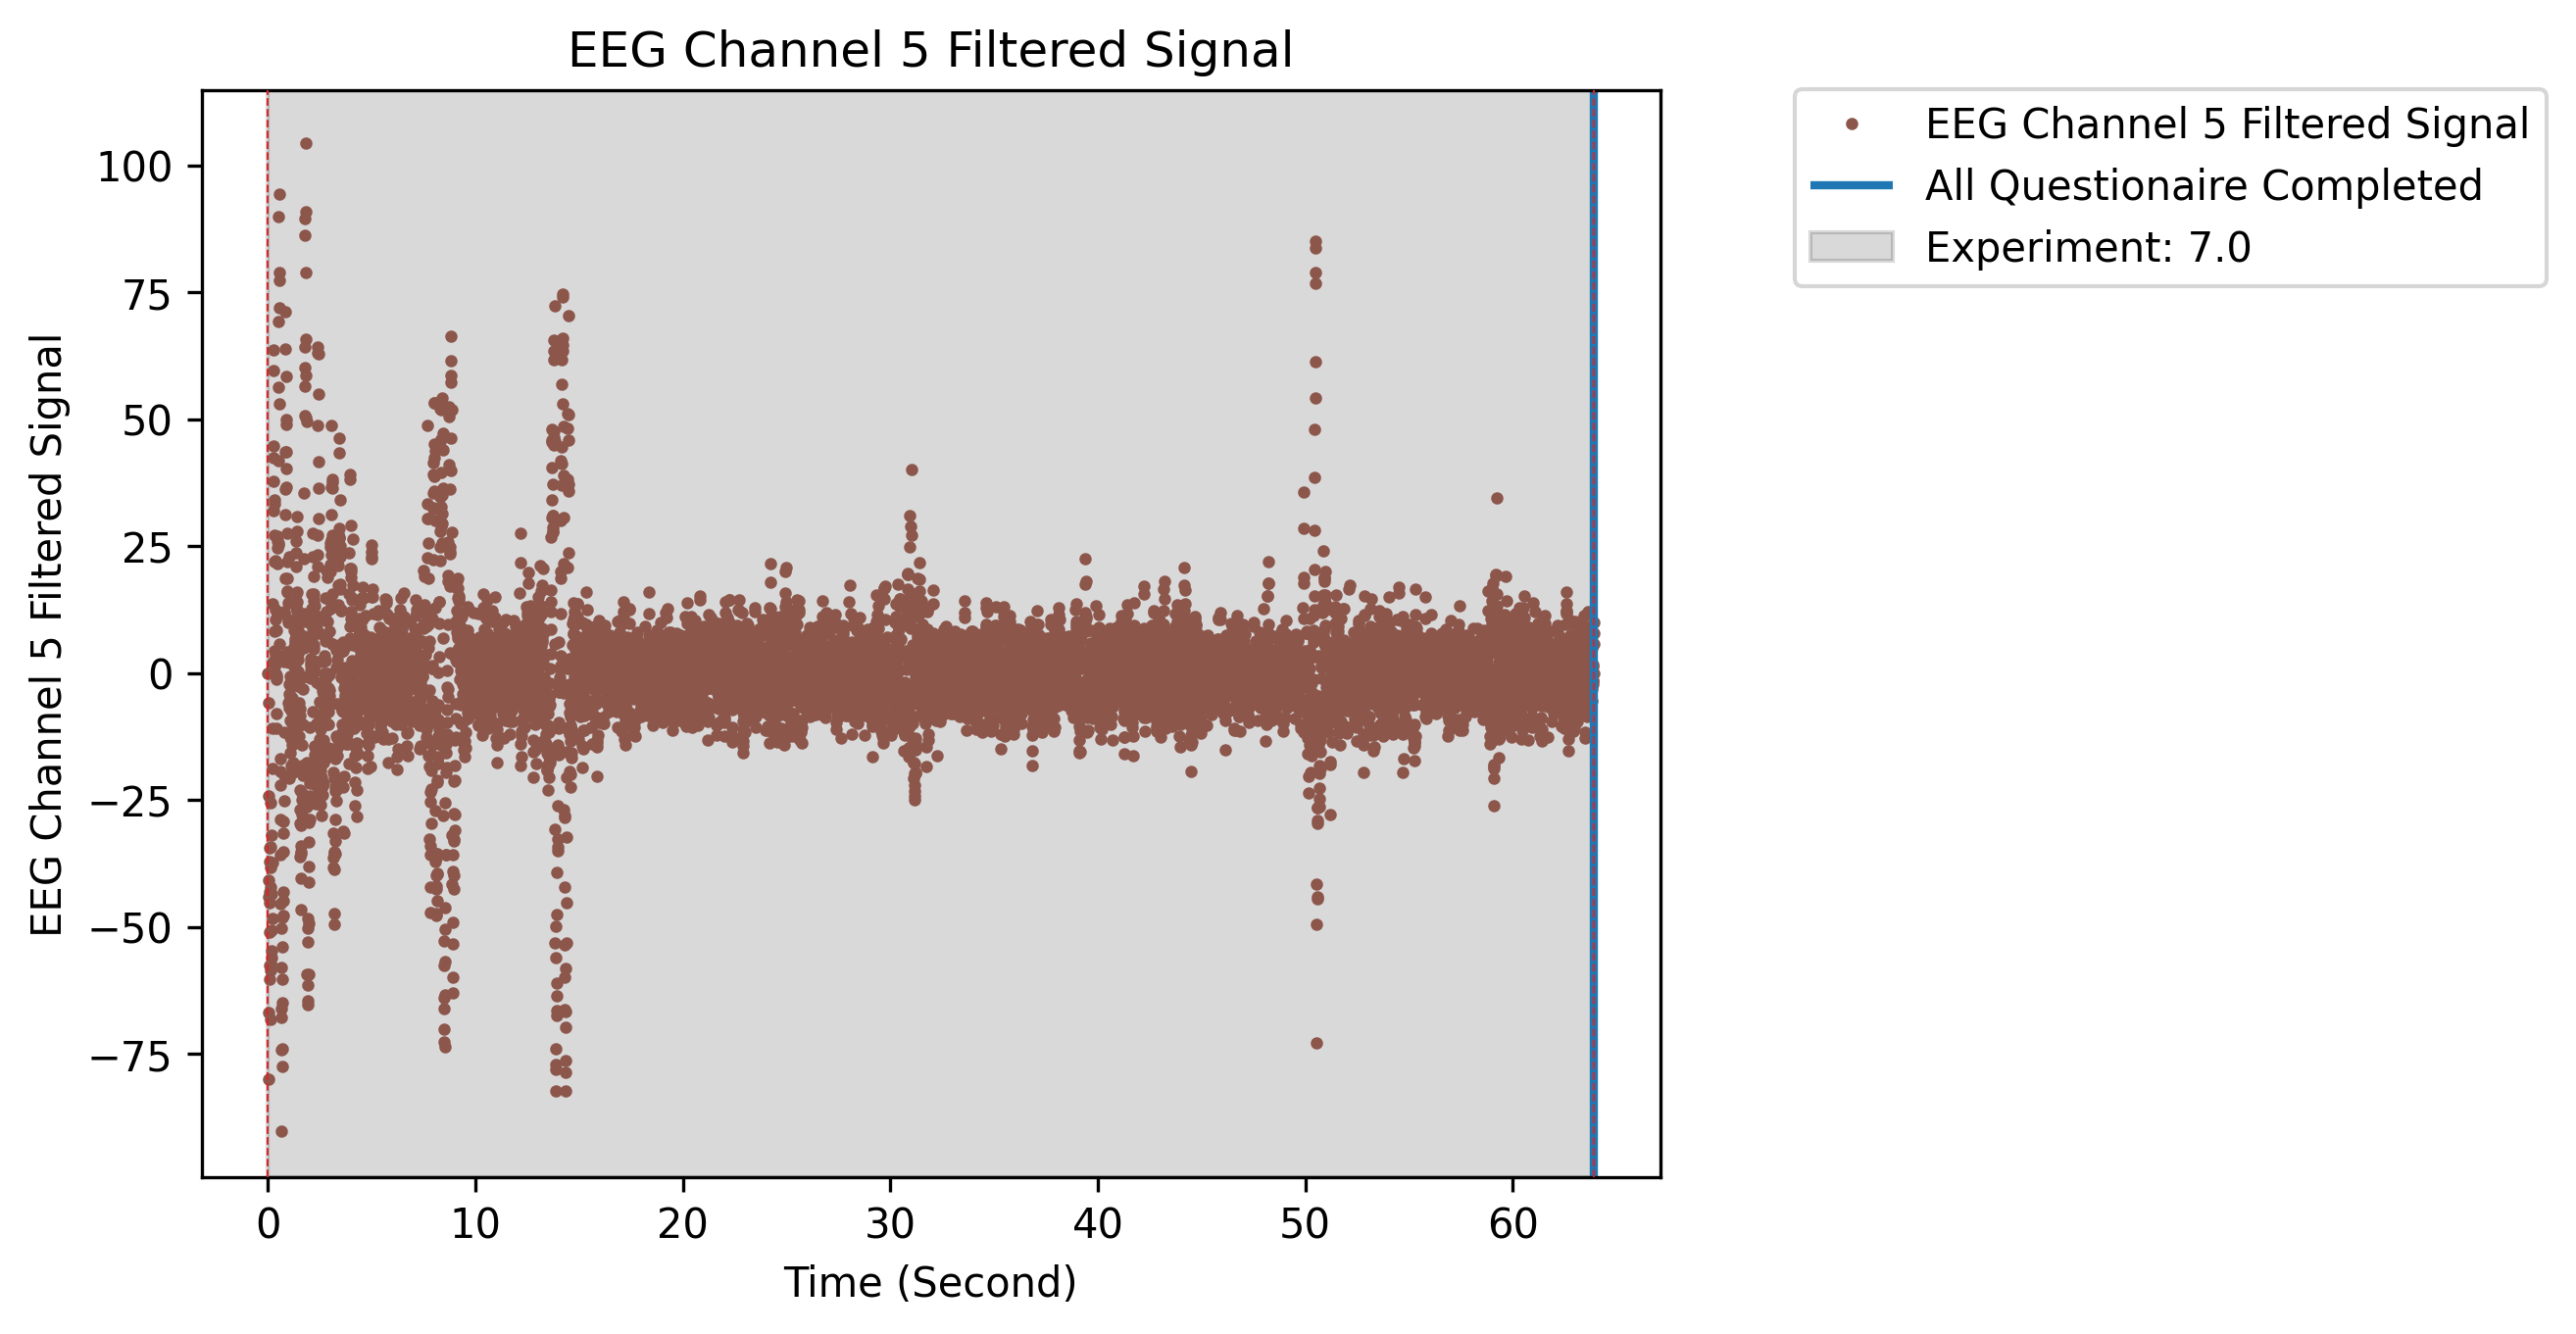 EEG Channel 5 Filtered Signal
EEG Channel 5 Filtered Signal
All Questionaire Completed
Experiment: 7.0
EEG Channel 5 Filtered Signal
100
75
50
25
0
−25
−50
−75
0 10 20 30 40 50 60
Time (Second)